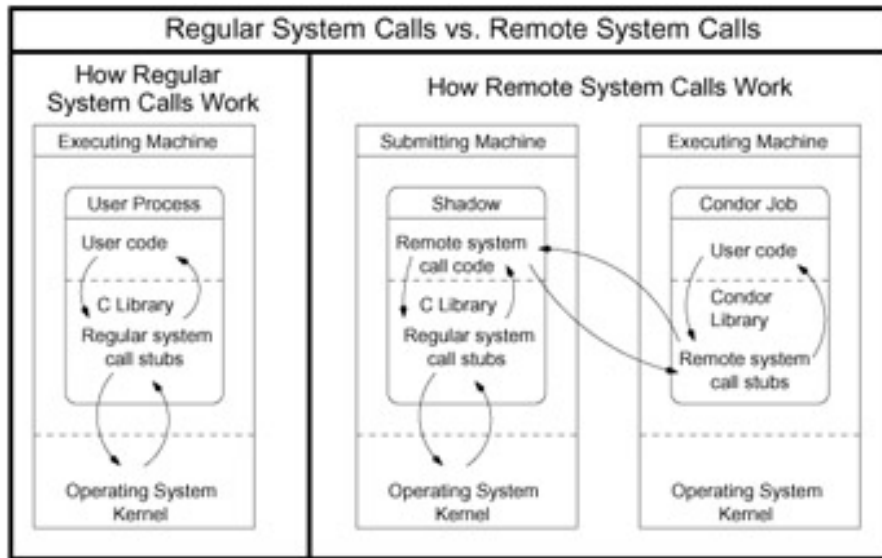 Regular System Calls vs. Remote System Calls
How Regular
System Calls Work
Executing Machine
User Process
User code
C Library
Regular system
call stubs
Operating System
Kernel
How Remote System Calls Work
Submitting Machine
Shadow
Remote system
call code
C Library
Regular system
call stubs
Operating System
Kernel
Executing Machine
Condor Job
User code
Condor
Library
Remote system
call stubs
Operating System
Kernel